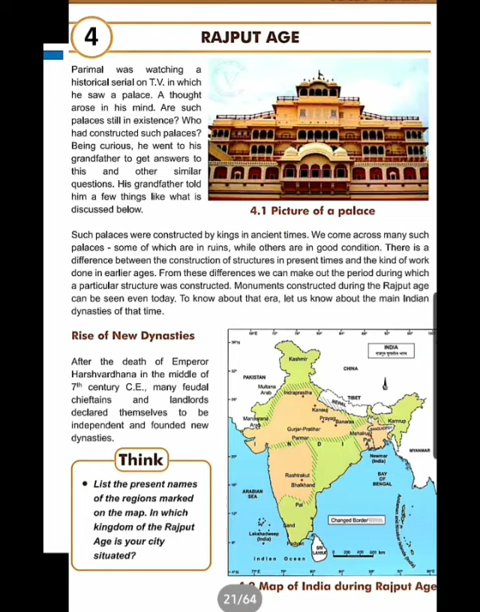 4
RAJPUT AGE
Parimal was watching a
historical serial on T.V. in which
he saw a palace. A thought
arose in his mind. Are such
palaces still in existence? Who
had constructed such palaces?
Being curious, he went to his
grandfather to get answers to
this and other similar
questions. His grandfather told
him a few things like what is
discussed below.
4.1 Picture of a palace
Such palaces were constructed by kings in ancient times. We come across many such
palaces - some of which are in ruins, while others are in good condition. There is a
difference between the construction of structures in present times and the kind of work
done in earlier ages. From these differences we can make out the period during which
a particular structure was constructed. Monuments constructed during the Rajput age
can be seen even today. To know about that era, let us know about the main Indian
dynasties of that time.
Rise of New Dynasties
After the death of Emperor
Harshvardhana in the middle of
7th century C.E., many feudal
chieftains and landlords
declared themselves to be
independent and founded new
dynasties.
Think
• List the present names
of the regions marked
on the map. In which
kingdom of the Rajput
Age is your city
situated?
INDIA
Kashmir
CHINA
PAKISTAN
Multana
Arab
Indraprastha
TIBET
NEPAL
Kanauj
Prayag
Banaras
Kamrup
Gurjar-Pratihar
Parmar
INDIA
MYANMAR
Rashtrakut
Bhalkhand
BAY
OF
BENGAL
ARABIAN
SEA
Pal
Changed Border
Lakshadweep
(India)
SRI
LANKA
Indian Ocean
4.2 Map of India during Rajput Age
21/64